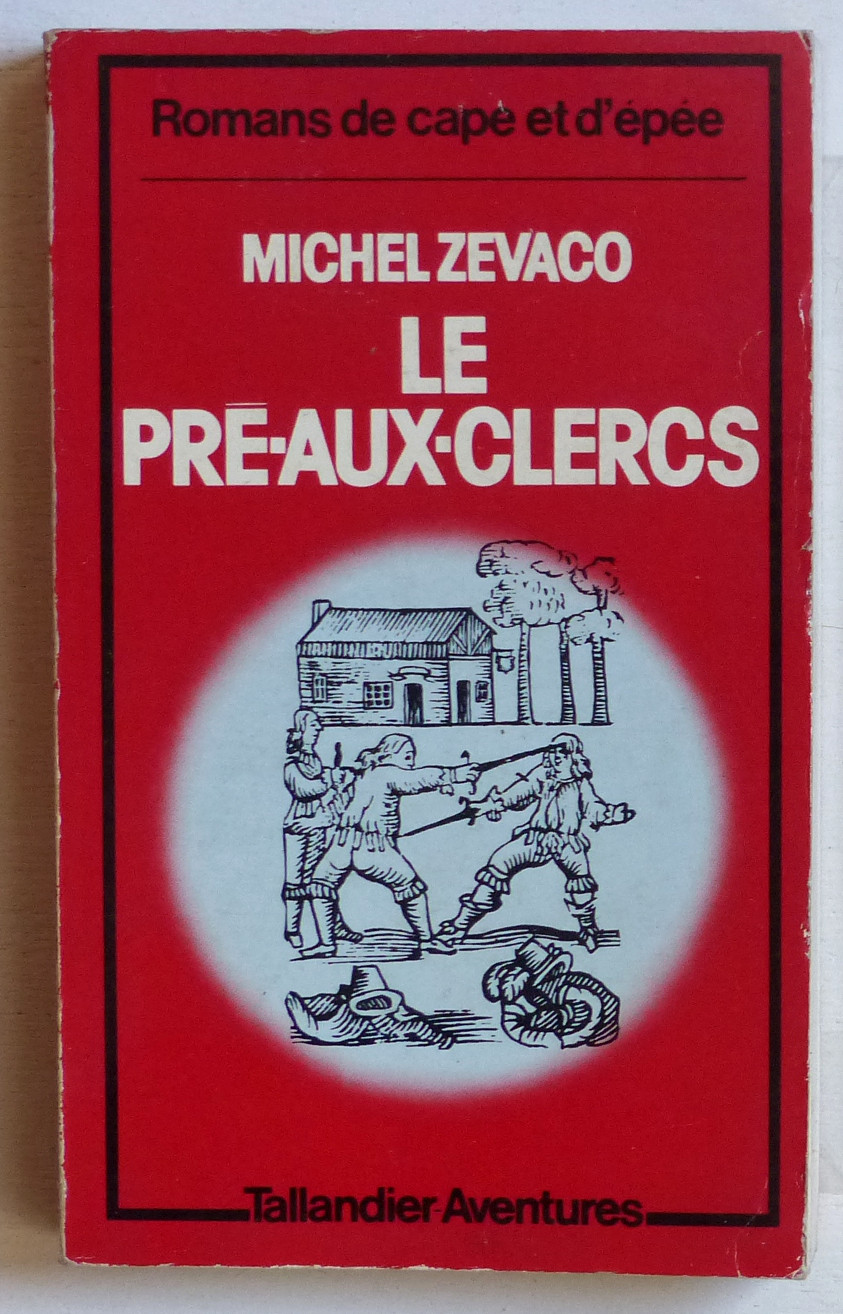 Romans de cape et d'épée
MICHEL ZEVACO
LE
PRÉ-AUX-CLERCS
Tallandier-Aventures